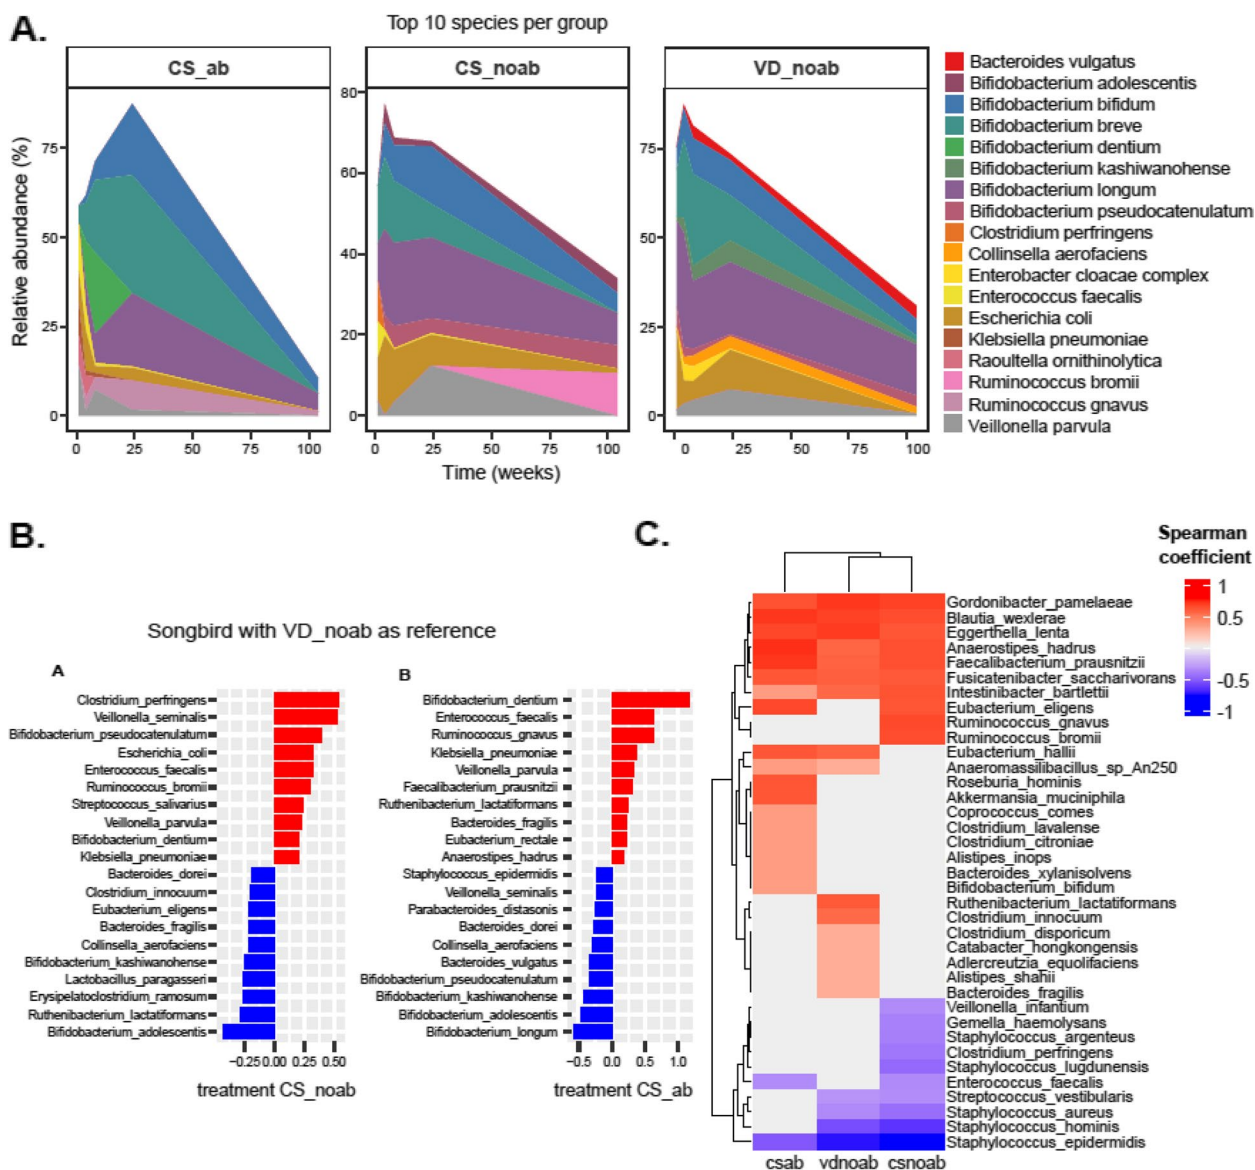 A.
Top 10 species per group
CS_ab
CS_noab
VD_noab
Relative abundance (%)
75
50
25
0
80
60
40
20
0
75
50
25
0
0 25 50 75 100
0 25 50 75 100
0 25 50 75 100
Time (weeks)
Bacteroides vulgatus
Bifidobacterium adolescentis
Bifidobacterium bifidum
Bifidobacterium breve
Bifidobacterium dentium
Bifidobacterium kashiwanohense
Bifidobacterium longum
Bifidobacterium pseudocatenulatum
Clostridium perfringens
Collinsella aerofaciens
Enterobacter cloacae complex
Enterococcus faecalis
Escherichia coli
Klebsiella pneumoniae
Raoultella ornithinolytica
Ruminococcus bromii
Ruminococcus gnavus
Veillonella parvula
B.
Songbird with VD_noab as reference
A
Clostridium_perfringens
Veillonella_seminalis
Bifidobacterium_pseudocatenulatum
Escherichia_coli
Enterococcus_faecalis
Ruminococcus_bromii
Streptococcus_salivarius
Veillonella_parvula
Bifidobacterium_dentium
Klebsiella_pneumoniae
Bacteroides_dorei
Clostridium_innocuum
Eubacterium_eligens
Bacteroides_fragilis
Collinsella_aerofaciens
Bifidobacterium_kashiwanohense
Lactobacillus_paragasseri
Erysipelatoclostridium_ramosum
Ruthenibacterium_lactatiformans
Bifidobacterium_adolescentis
−0.25 0.00 0.25 0.50
treatment CS_noab
B
Bifidobacterium_dentium
Enterococcus_faecalis
Ruminococcus_gnavus
Klebsiella_pneumoniae
Veillonella_parvula
Faecalibacterium_prausnitzii
Ruthenibacterium_lactatiformans
Bacteroides_fragilis
Eubacterium_rectale
Anaerostipes_hadrus
Staphylococcus_epidermidis
Veillonella_seminalis
Parabacteroides_distasonis
Bacteroides_dorei
Collinsella_aerofaciens
Bacteroides_vulgatus
Bifidobacterium_pseudocatenulatum
Bifidobacterium_kashiwanohense
Bifidobacterium_adolescentis
Bifidobacterium_longum
−0.5 0.0 0.5 1.0
treatment CS_ab
C.
Spearman
coefficient
1
0.5
0
-0.5
-1
Gordonibacter_pamelaeae
Blautia_wexlerae
Eggerthella_lenta
Anaerostipes_hadrus
Faecalibacterium_prausnitzii
Fusicatenibacter_saccharivorans
Intestinibacter_bartlettii
Eubacterium_eligens
Ruminococcus_gnavus
Ruminococcus_bromii
Eubacterium_hallii
Anaeromassilibacillus_sp_An250
Roseburia_hominis
Akkermansia_muciniphila
Coprococcus_comes
Clostridium_lavalense
Clostridium_citroniae
Alistipes_inops
Bacteroides_xylanisolvens
Bifidobacterium_bifidum
Ruthenibacterium_lactatiformans
Clostridium_innocuum
Clostridium_disporicum
Catabacter_hongkongensis
Adlercreutzia_equolifaciens
Alistipes_shahii
Bacteroides_fragilis
Veillonella_infantium
Gemella_haemolysans
Staphylococcus_argenteus
Clostridium_perfringens
Staphylococcus_lugdunensis
Enterococcus_faecalis
Streptococcus_vestibularis
Staphylococcus_aureus
Staphylococcus_hominis
Staphylococcus_epidermidis
csab vdnoab csnoab